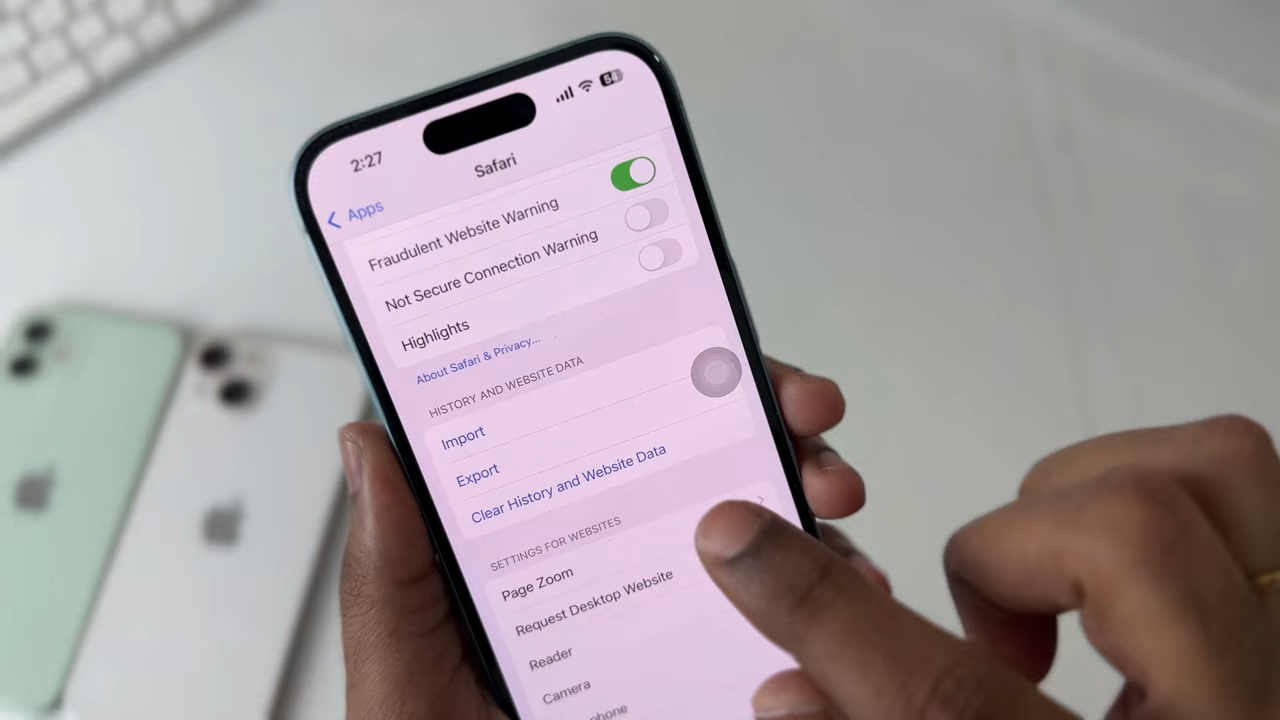 2:27
54
Safari
Apps
Fraudulent Website Warning
Not Secure Connection Warning
Highlights
About Safari & Privacy...
HISTORY AND WEBSITE DATA
Import
Export
Clear History and Website Data
SETTINGS FOR WEBSITES
Page Zoom
Request Desktop Website
Reader
Camera